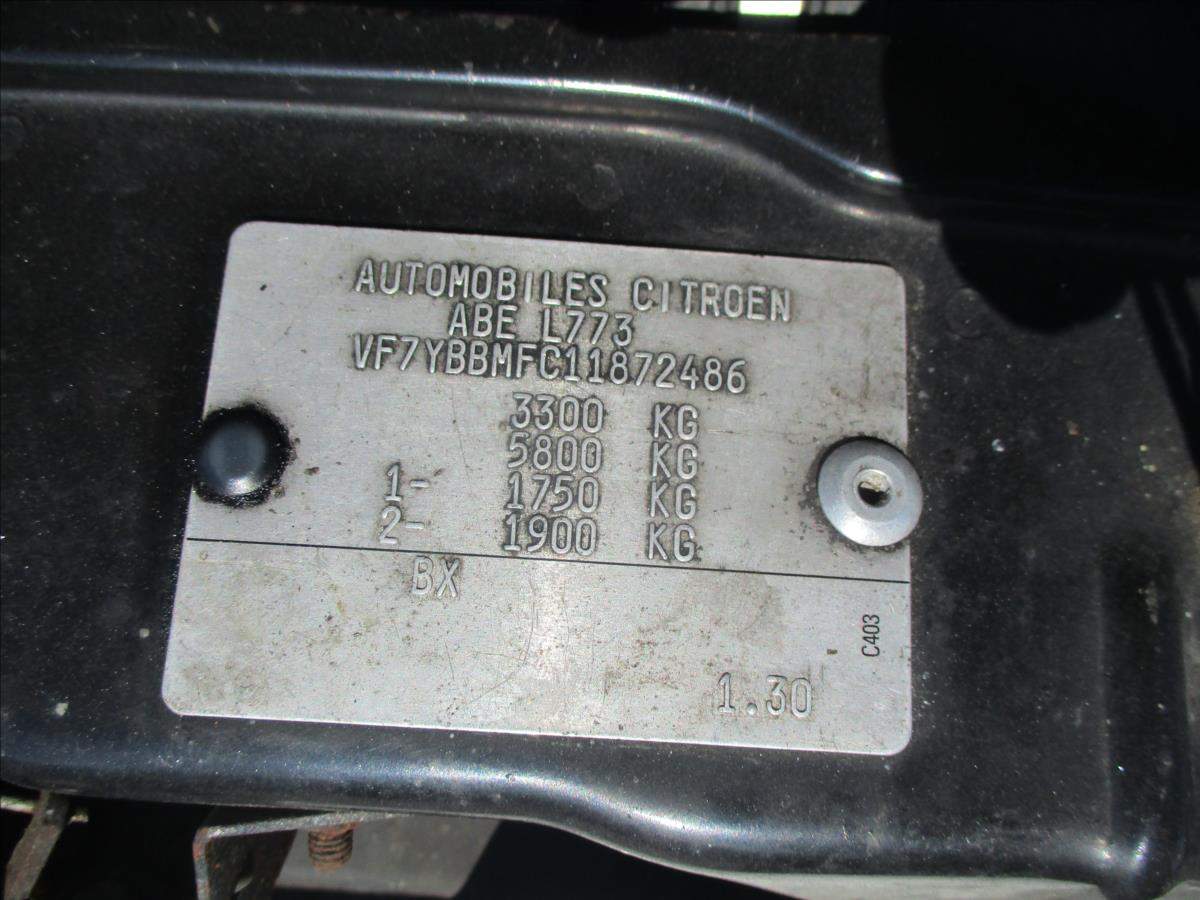 AUTOMOBILES CITROEN
ABE L773
VF7YBBMFC11872486
3300 KG
5800 KG
1- 1750 KG
2- 1900 KG
BX
C403
1.30